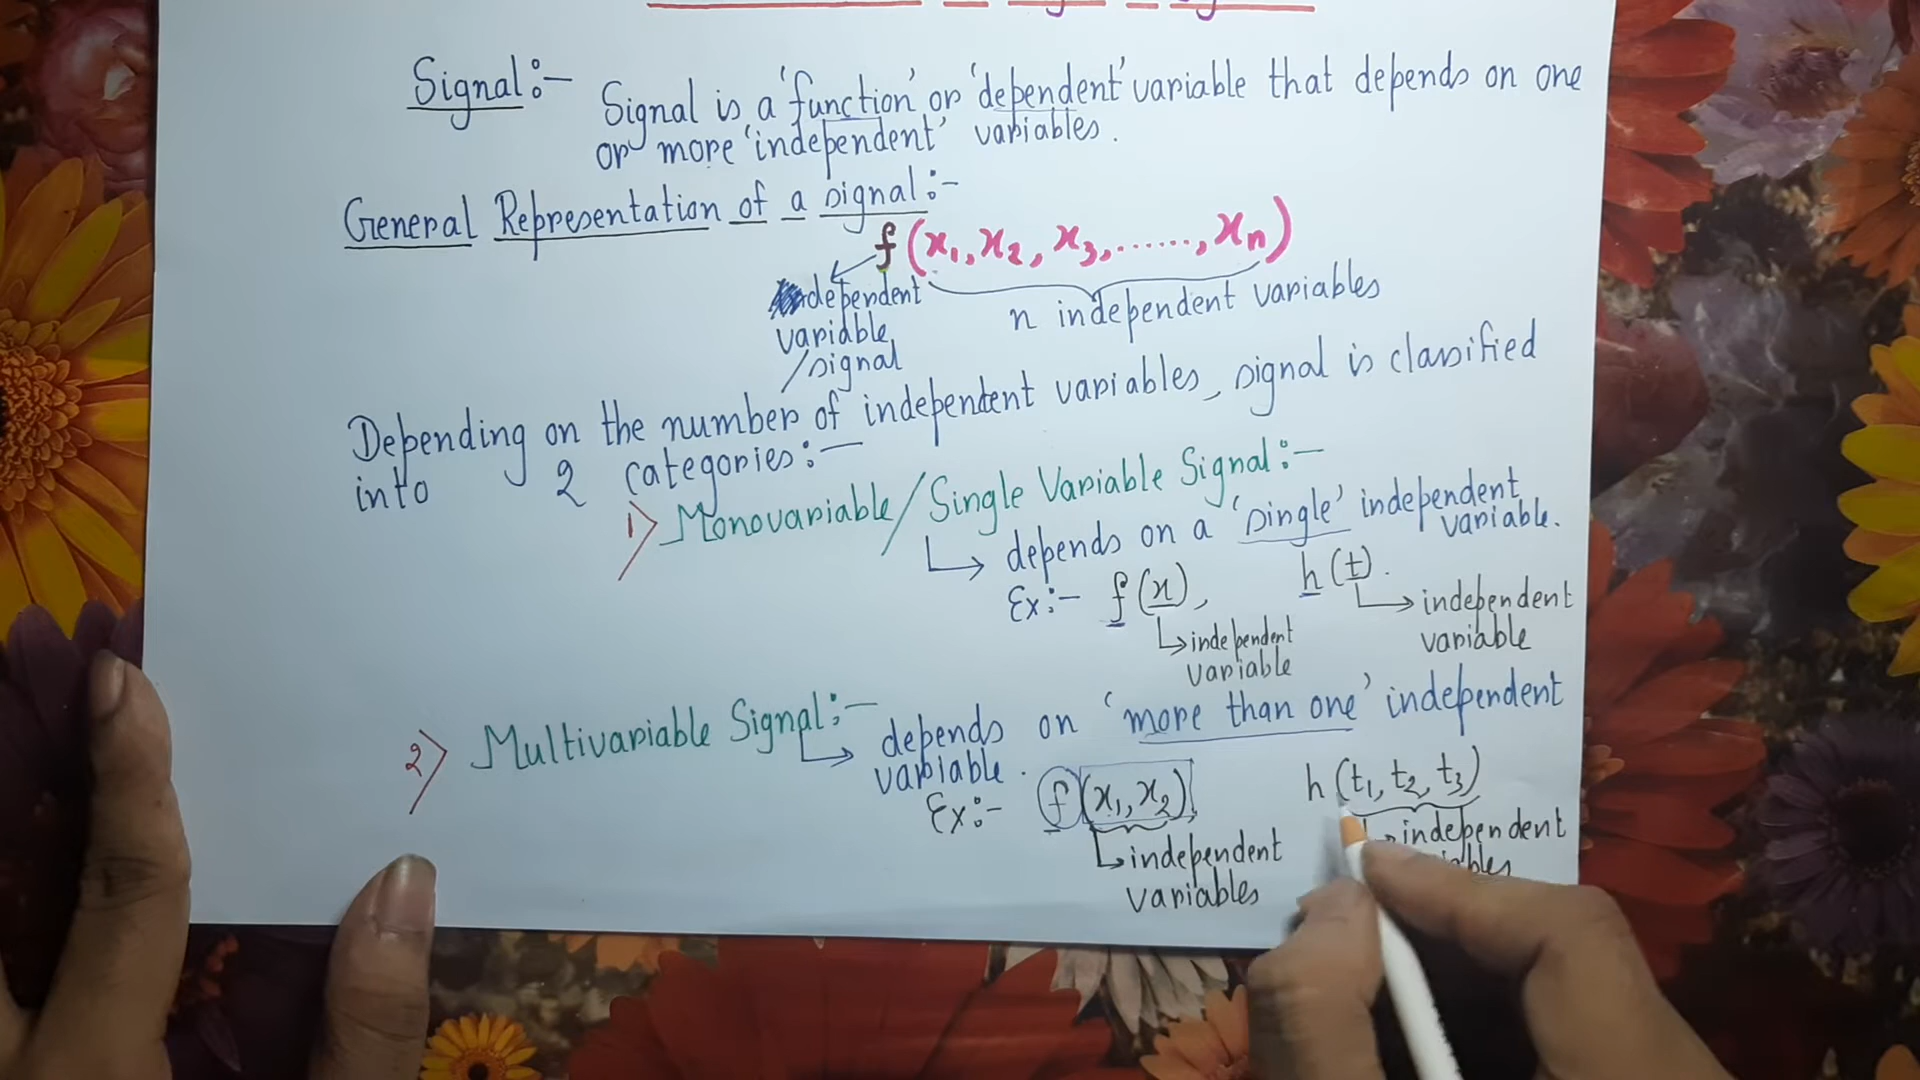 Signal:- Signal is a 'function' or 'dependent' variable that depends on one
or more 'independent' variables.
General Representation of a signal:-
f(x₁, x₂, x₃, ......, xₙ)
dependent
variable
/signal
n independent variables
Depending on the number of independent variables, signal is classified
into 2 categories:-
1) Monovariable/Single Variable Signal:-
depends on a 'single' independent
variable.
Ex:- f(x), h(t).
independent
variable
independent
variable
2) Multivariable Signal:- depends on 'more than one' independent
variable.
Ex:- f(x₁, x₂), h(t₁, t₂, t₃)
independent
variables
independent